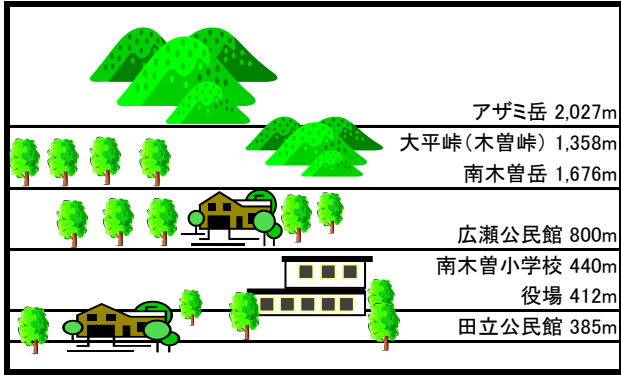 アザミ岳 2,027m
大平峠（木曽峠） 1,358m
南木曽岳 1,676m
広瀬公民館 800m
南木曽小学校 440m
役場 412m
田立公民館 385m